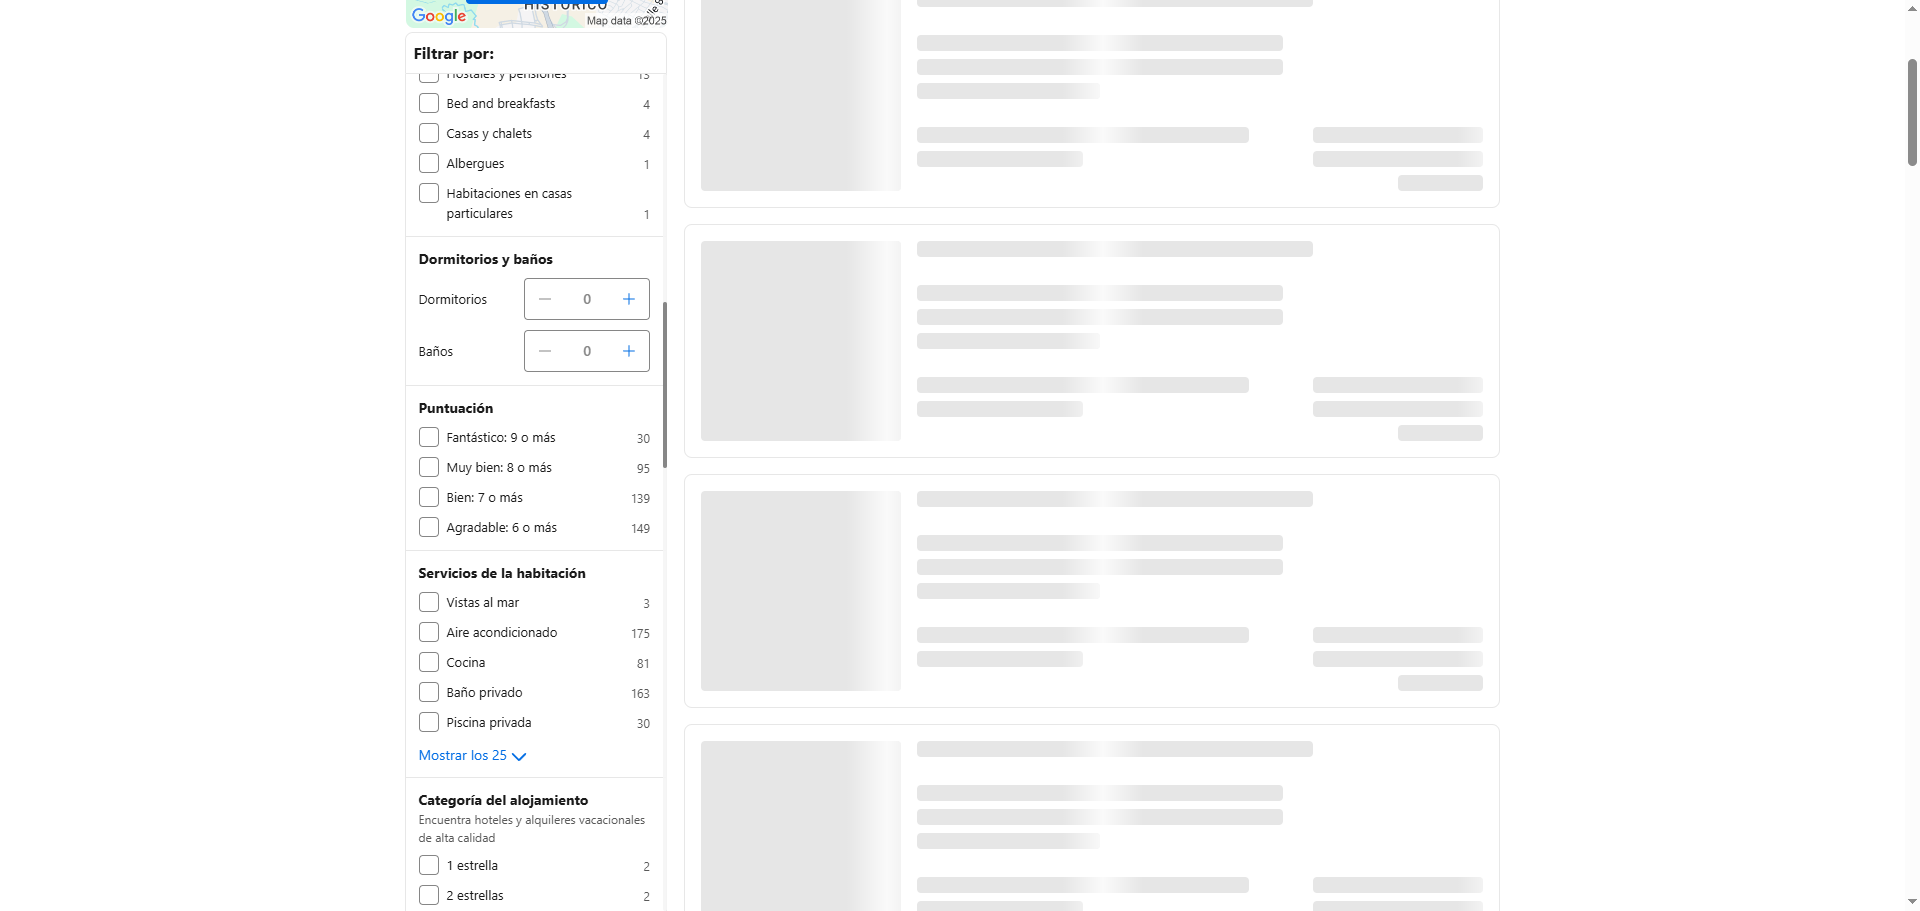 HISTÓRICO
Google
Map data ©2025
Filtrar por:
Hostales y pensiones 13
Bed and breakfasts 4
Casas y chalets 4
Albergues 1
Habitaciones en casas
particulares 1
Dormitorios y baños
Dormitorios 0
Baños 0
Puntuación
Fantástico: 9 o más 30
Muy bien: 8 o más 95
Bien: 7 o más 139
Agradable: 6 o más 149
Servicios de la habitación
Vistas al mar 3
Aire acondicionado 175
Cocina 81
Baño privado 163
Piscina privada 30
Mostrar los 25
Categoría del alojamiento
Encuentra hoteles y alquileres vacacionales
de alta calidad
1 estrella 2
2 estrellas 2